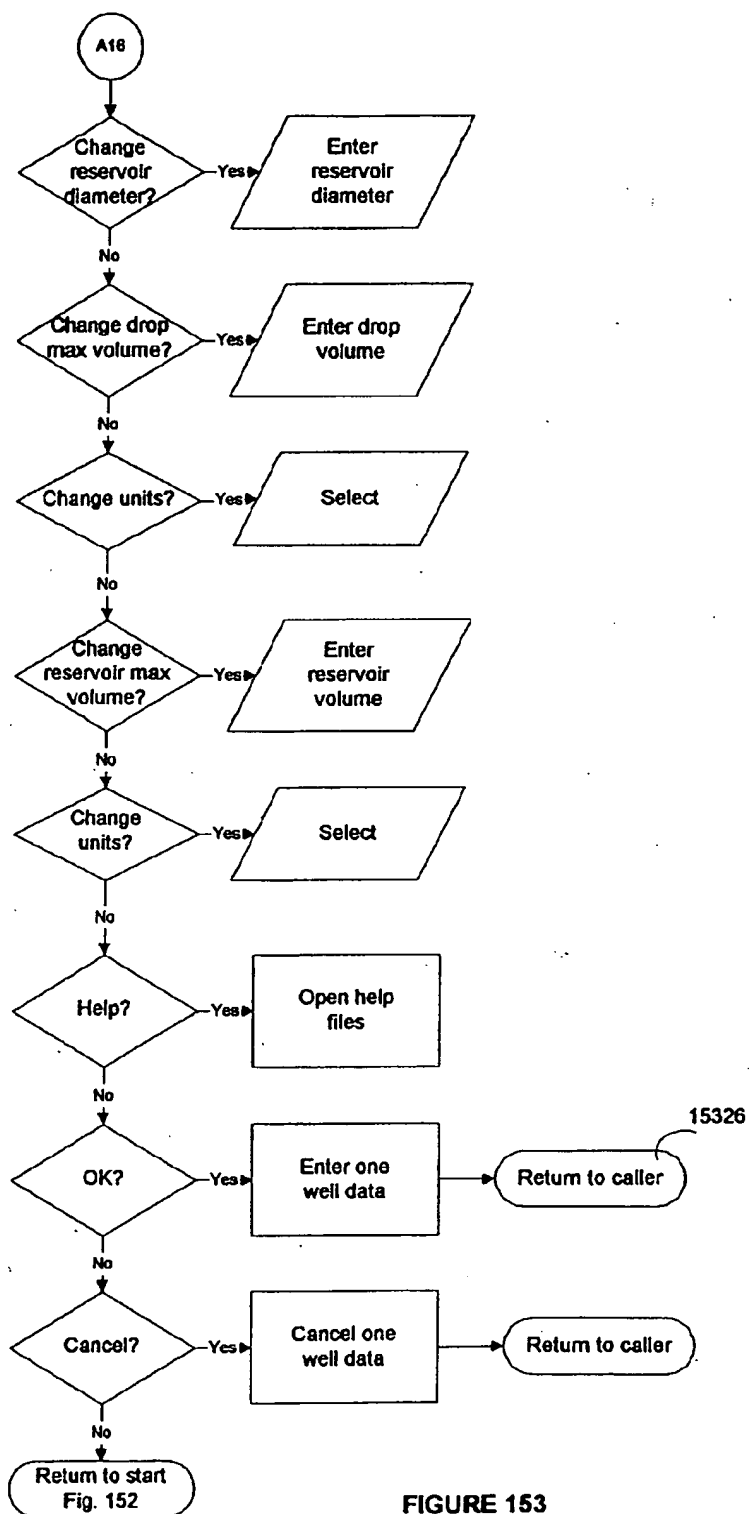 A16
Change
reservoir
diameter?
Yes
Enter
reservoir
diameter
No
Change drop
max volume?
Yes
Enter drop
volume
No
Change units?
Yes
Select
No
Change
reservoir max
volume?
Yes
Enter
reservoir
volume
No
Change
units?
Yes
Select
No
Help?
Yes
Open help
files
No
15326
OK?
Yes
Enter one
well data
Return to caller
No
Cancel?
Yes
Cancel one
well data
Return to caller
No
Return to start
Fig. 152
FIGURE 153